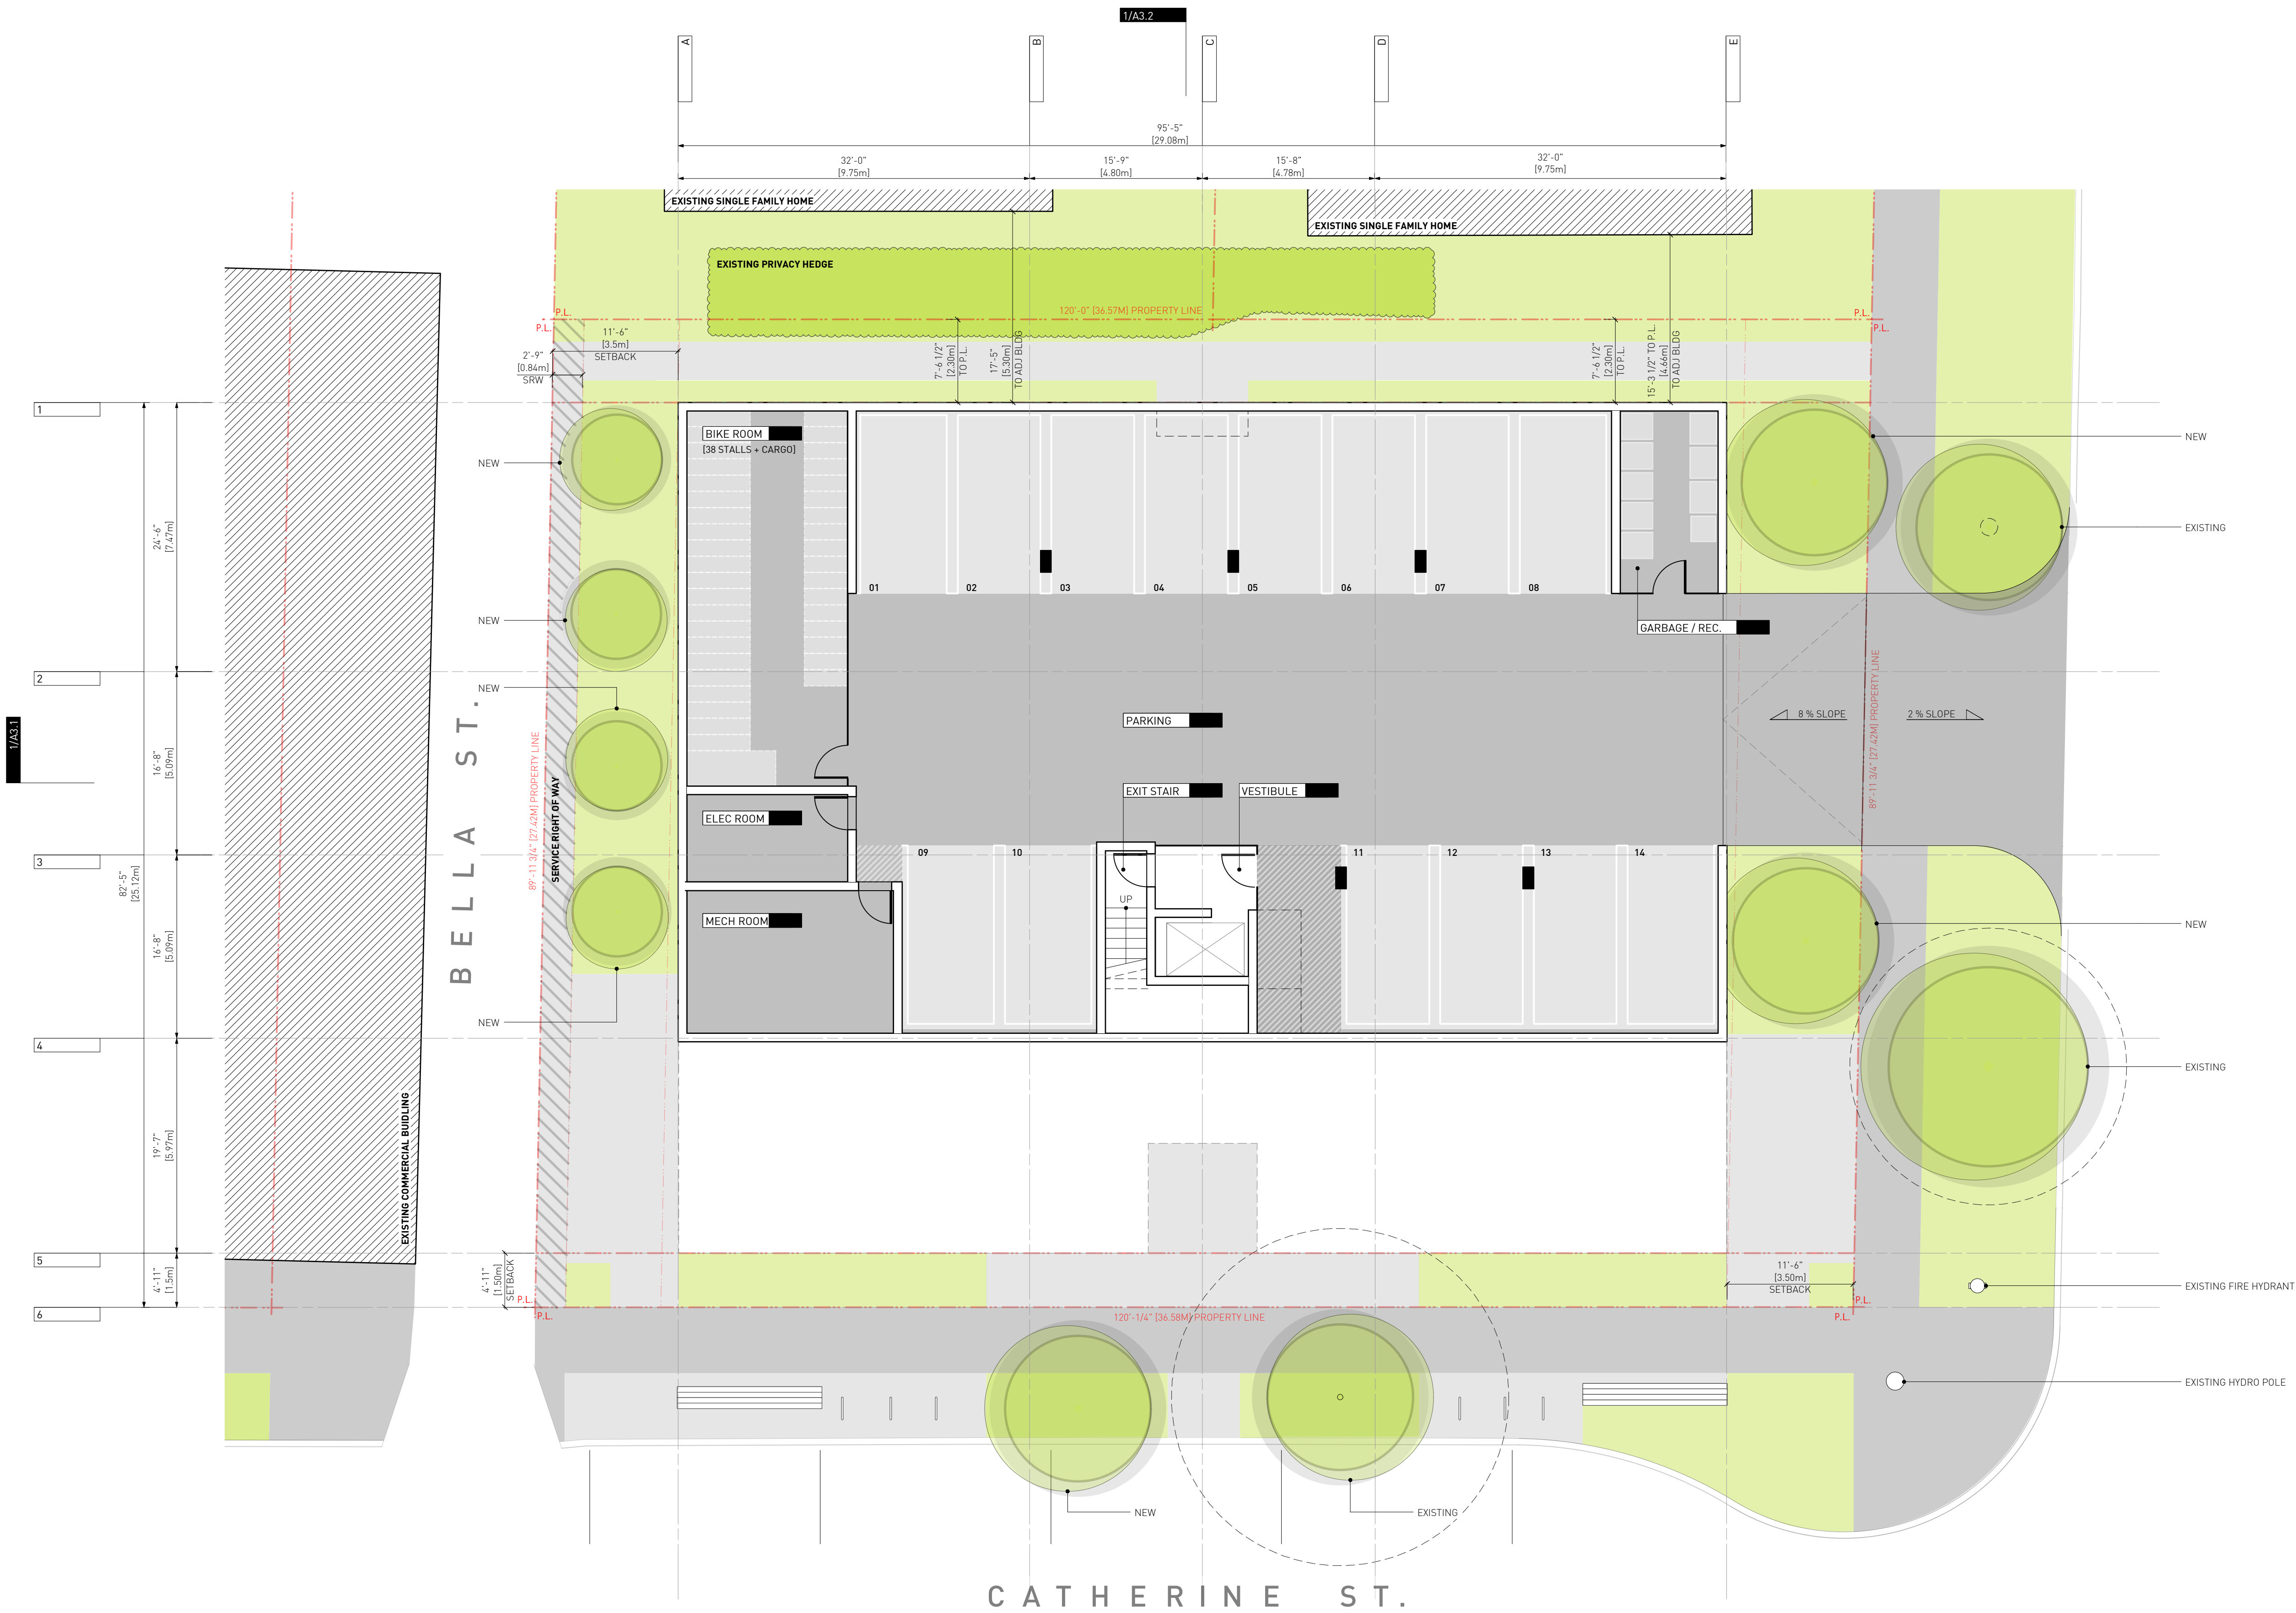 1/A3.2
A
B
C
D
E
95'-5"
[29.08m]
32'-0"
[9.75m]
15'-9"
[4.80m]
15'-8"
[4.78m]
32'-0"
[9.75m]
EXISTING SINGLE FAMILY HOME
EXISTING SINGLE FAMILY HOME
EXISTING PRIVACY HEDGE
120'-0" [36.57M] PROPERTY LINE
P.L.
P.L.
P.L.
P.L.
11'-6"
[3.5m]
SETBACK
2'-9"
[0.84m]
SRW
7'-6 1/2"
[2.30m]
TO P.L.
17'-5"
[5.30m]
TO ADJ BLDG
7'-6 1/2"
[2.30m]
TO P.L.
15'-3 1/2" TO P.L.
[4.66m]
TO ADJ BLDG
1
2
3
4
5
6
1/A3.1
24'-6"
[7.47m]
16'-8"
[5.09m]
82'-5"
[25.12m]
16'-8"
[5.09m]
19'-7"
[5.97m]
4'-11"
[1.5m]
EXISTING COMMERCIAL BUIDLING
BELLA ST.
89'-11 3/4" [27.42M] PROPERTY LINE
SERVICE RIGHT OF WAY
NEW
NEW
NEW
NEW
BIKE ROOM
[38 STALLS + CARGO]
01
02
03
04
05
06
07
08
GARBAGE / REC.
PARKING
EXIT STAIR
VESTIBULE
ELEC ROOM
MECH ROOM
09
10
UP
11
12
13
14
8 % SLOPE
2 % SLOPE
89'-11 3/4" [27.42M] PROPERTY LINE
NEW
EXISTING
NEW
EXISTING
4'-11"
[1.50m]
SETBACK
P.L.
P.L.
11'-6"
[3.50m]
SETBACK
P.L.
P.L.
120'-1/4" [36.58M] PROPERTY LINE
EXISTING FIRE HYDRANT
EXISTING HYDRO POLE
NEW
EXISTING
CATHERINE ST.